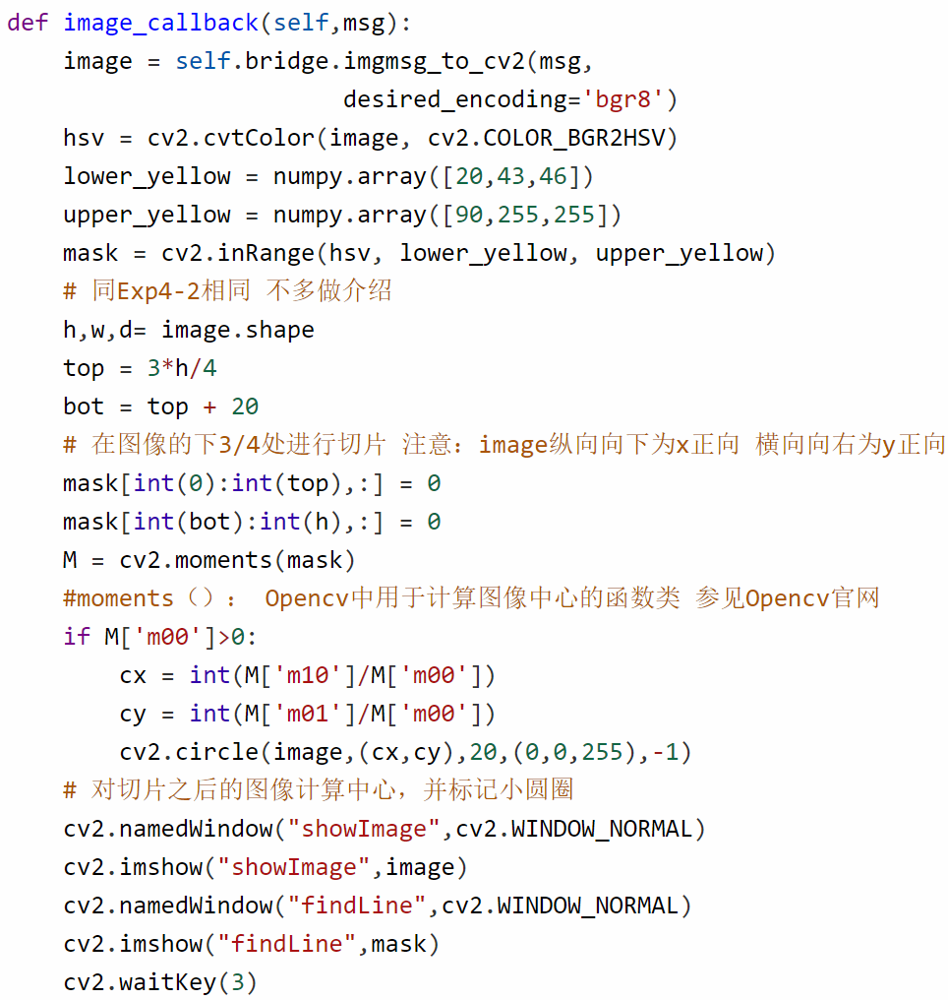 def image_callback(self,msg):
    image = self.bridge.imgmsg_to_cv2(msg,
                    desired_encoding='bgr8')
    hsv = cv2.cvtColor(image, cv2.COLOR_BGR2HSV)
    lower_yellow = numpy.array([20,43,46])
    upper_yellow = numpy.array([90,255,255])
    mask = cv2.inRange(hsv, lower_yellow, upper_yellow)
    # 同Exp4-2相同 不多做介绍
    h,w,d= image.shape
    top = 3*h/4
    bot = top + 20
    # 在图像的下3/4处进行切片 注意：image纵向向下为x正向 横向向右为y正向
    mask[int(0):int(top),:] = 0
    mask[int(bot):int(h),:] = 0
    M = cv2.moments(mask)
    #moments（）： Opencv中用于计算图像中心的函数类 参见Opencv官网
    if M['m00']>0:
        cx = int(M['m10']/M['m00'])
        cy = int(M['m01']/M['m00'])
        cv2.circle(image,(cx,cy),20,(0,0,255),-1)
    # 对切片之后的图像计算中心，并标记小圆圈
    cv2.namedWindow("showImage",cv2.WINDOW_NORMAL)
    cv2.imshow("showImage",image)
    cv2.namedWindow("findLine",cv2.WINDOW_NORMAL)
    cv2.imshow("findLine",mask)
    cv2.waitKey(3)